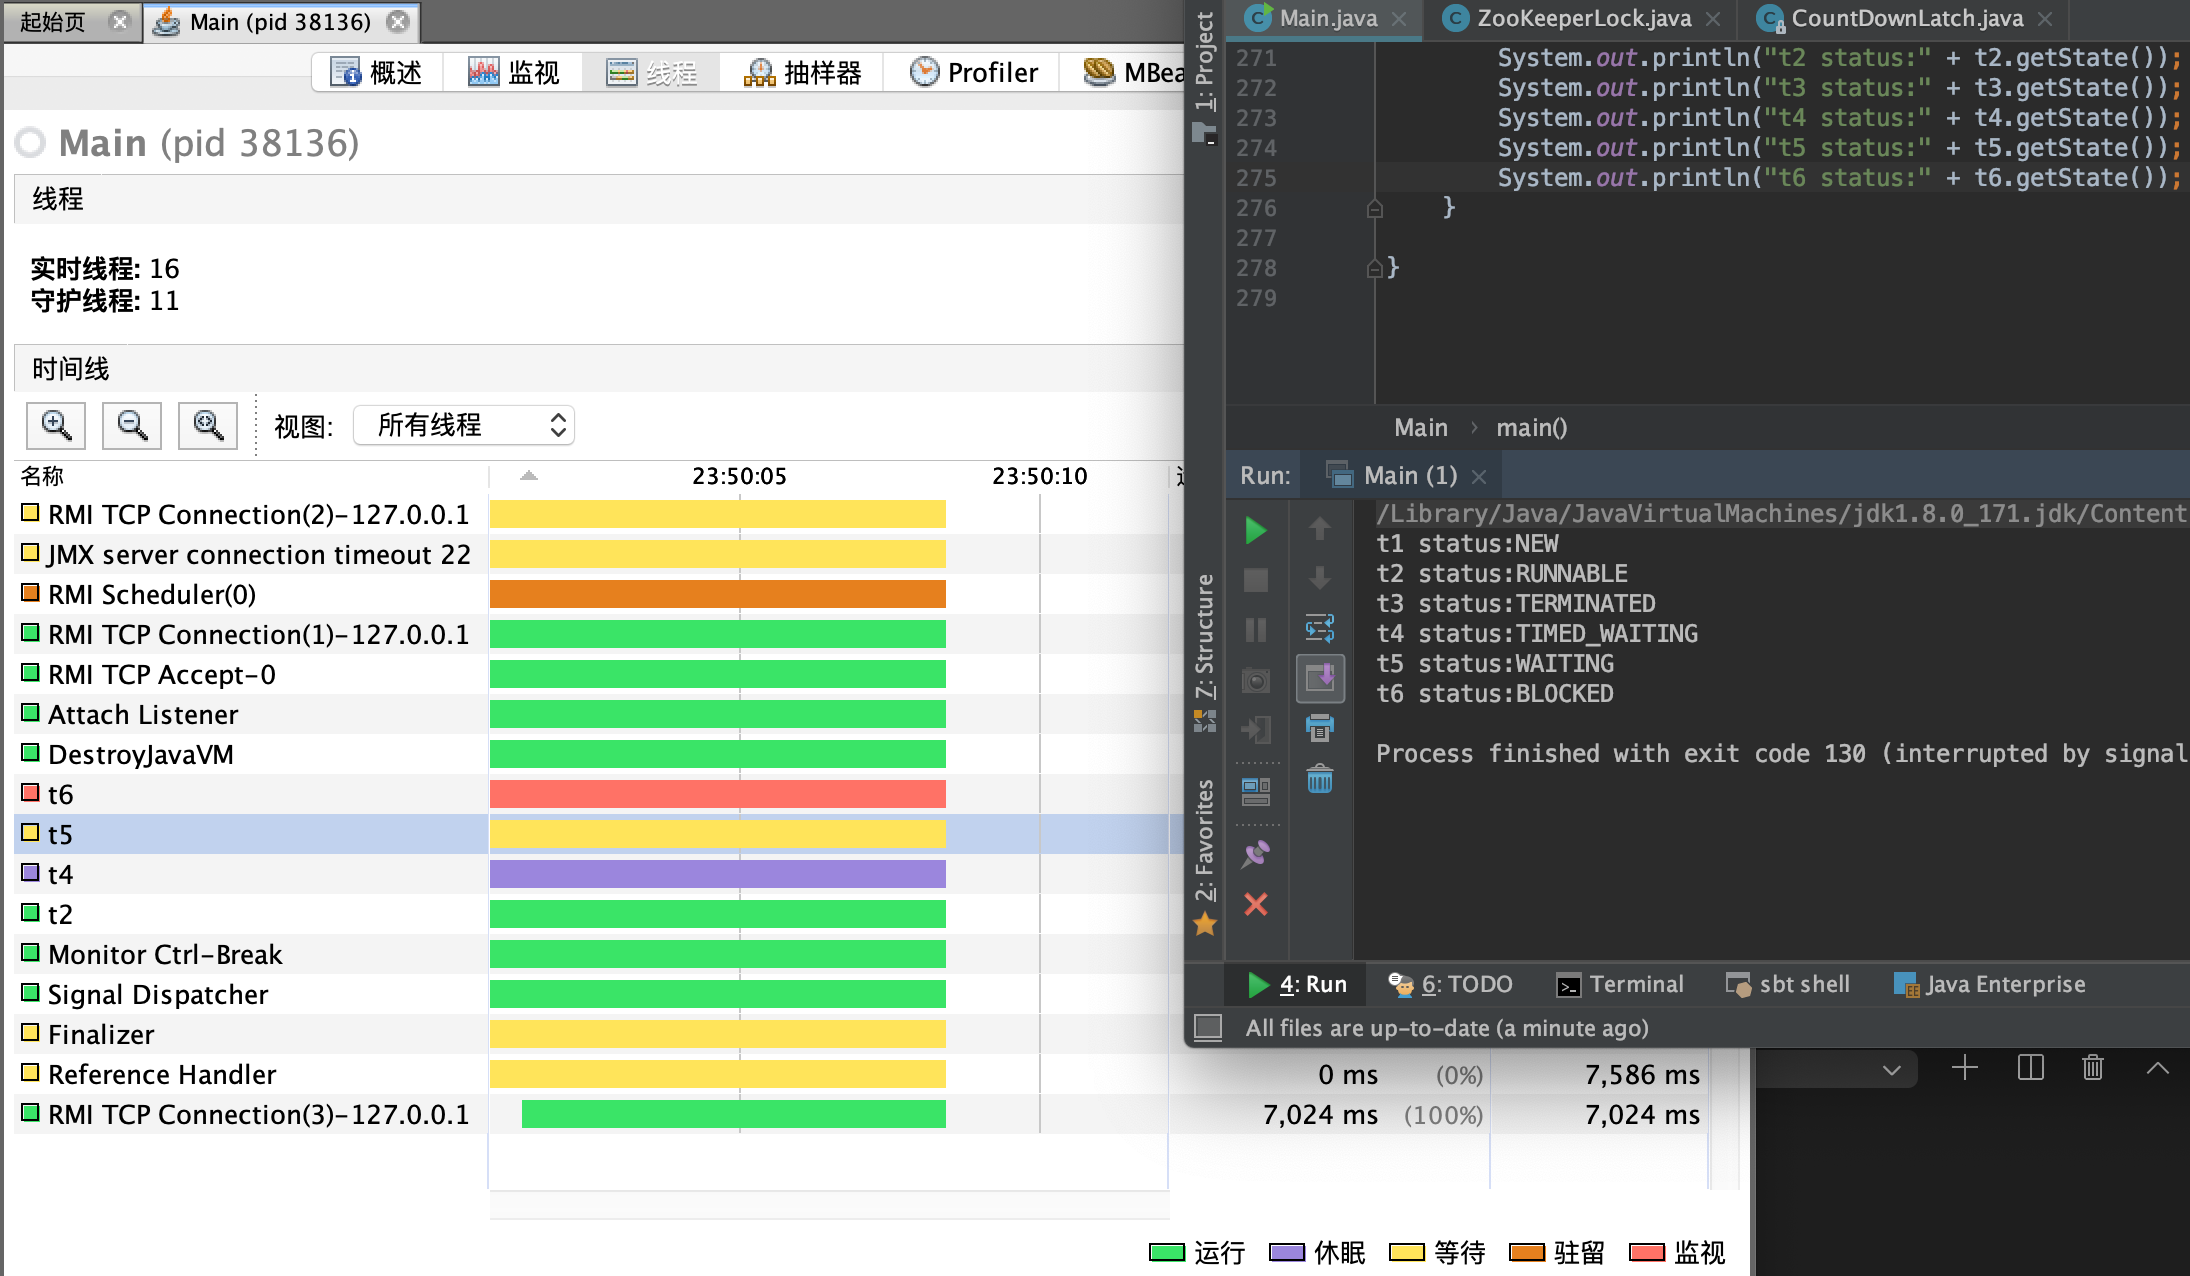 起始页
Main (pid 38136)
概述
监视
线程
抽样器
Profiler
MBea
Main (pid 38136)
线程
实时线程: 16
守护线程: 11
时间线
视图:
所有线程
名称
23:50:05
23:50:10
RMI TCP Connection(2)-127.0.0.1
JMX server connection timeout 22
RMI Scheduler(0)
RMI TCP Connection(1)-127.0.0.1
RMI TCP Accept-0
Attach Listener
DestroyJavaVM
t6
t5
t4
t2
Monitor Ctrl-Break
Signal Dispatcher
Finalizer
Reference Handler 0 ms (0%) 7,586 ms
RMI TCP Connection(3)-127.0.0.1 7,024 ms (100%) 7,024 ms
运行
休眠
等待
驻留
监视
1: Project
7: Structure
2: Favorites
Main.java
ZooKeeperLock.java
CountDownLatch.java
271 System.out.println("t2 status:" + t2.getState());
272 System.out.println("t3 status:" + t3.getState());
273 System.out.println("t4 status:" + t4.getState());
274 System.out.println("t5 status:" + t5.getState());
275 System.out.println("t6 status:" + t6.getState());
276 }
277
278 }
279
Main › main()
Run: Main (1)
/Library/Java/JavaVirtualMachines/jdk1.8.0_171.jdk/Content
t1 status:NEW
t2 status:RUNNABLE
t3 status:TERMINATED
t4 status:TIMED_WAITING
t5 status:WAITING
t6 status:BLOCKED
Process finished with exit code 130 (interrupted by signal
4: Run
6: TODO
Terminal
sbt shell
Java Enterprise
All files are up-to-date (a minute ago)